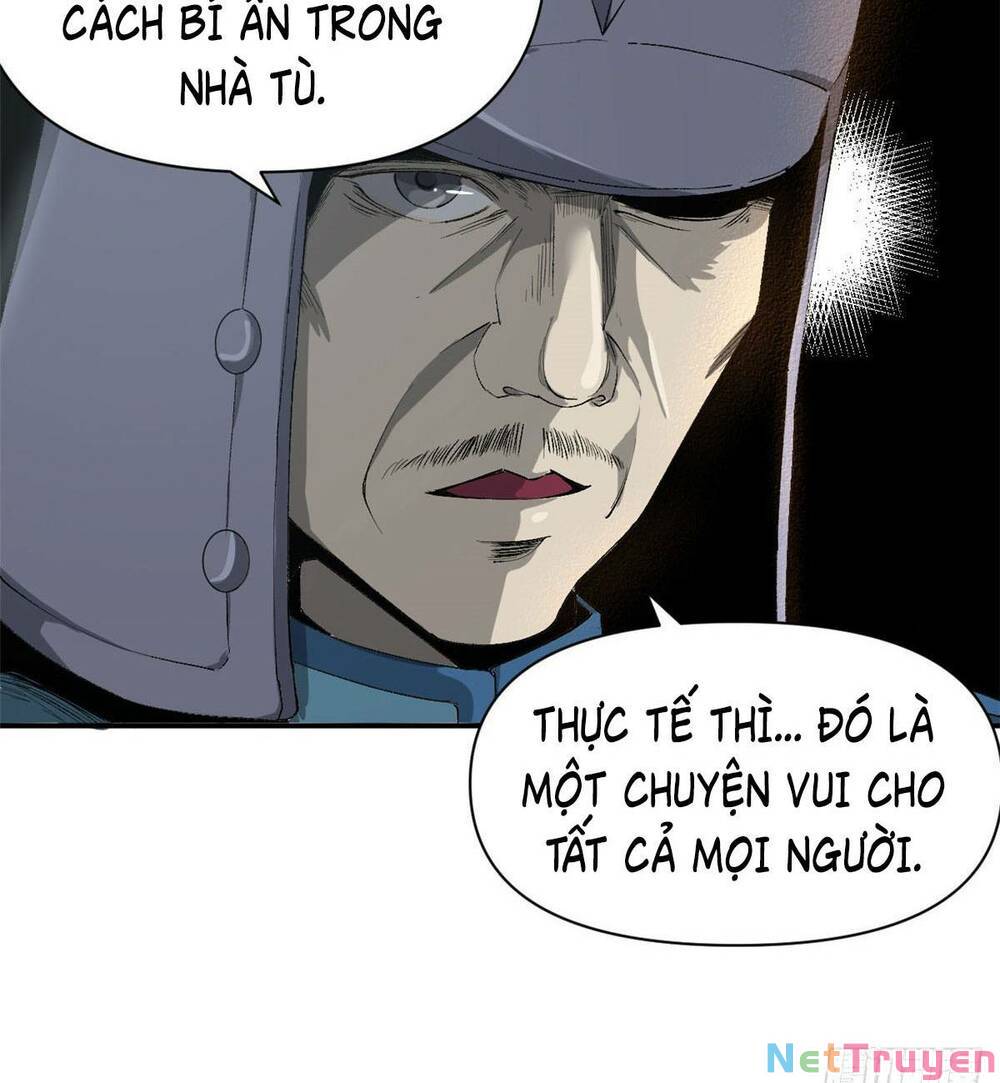 CÁCH BÍ ẨN TRONG
NHÀ TÙ.
THỰC TẾ THÌ... ĐÓ LÀ
MỘT CHUYỆN VUI CHO
TẤT CẢ MỌI NGƯỜI.
NetTruyen